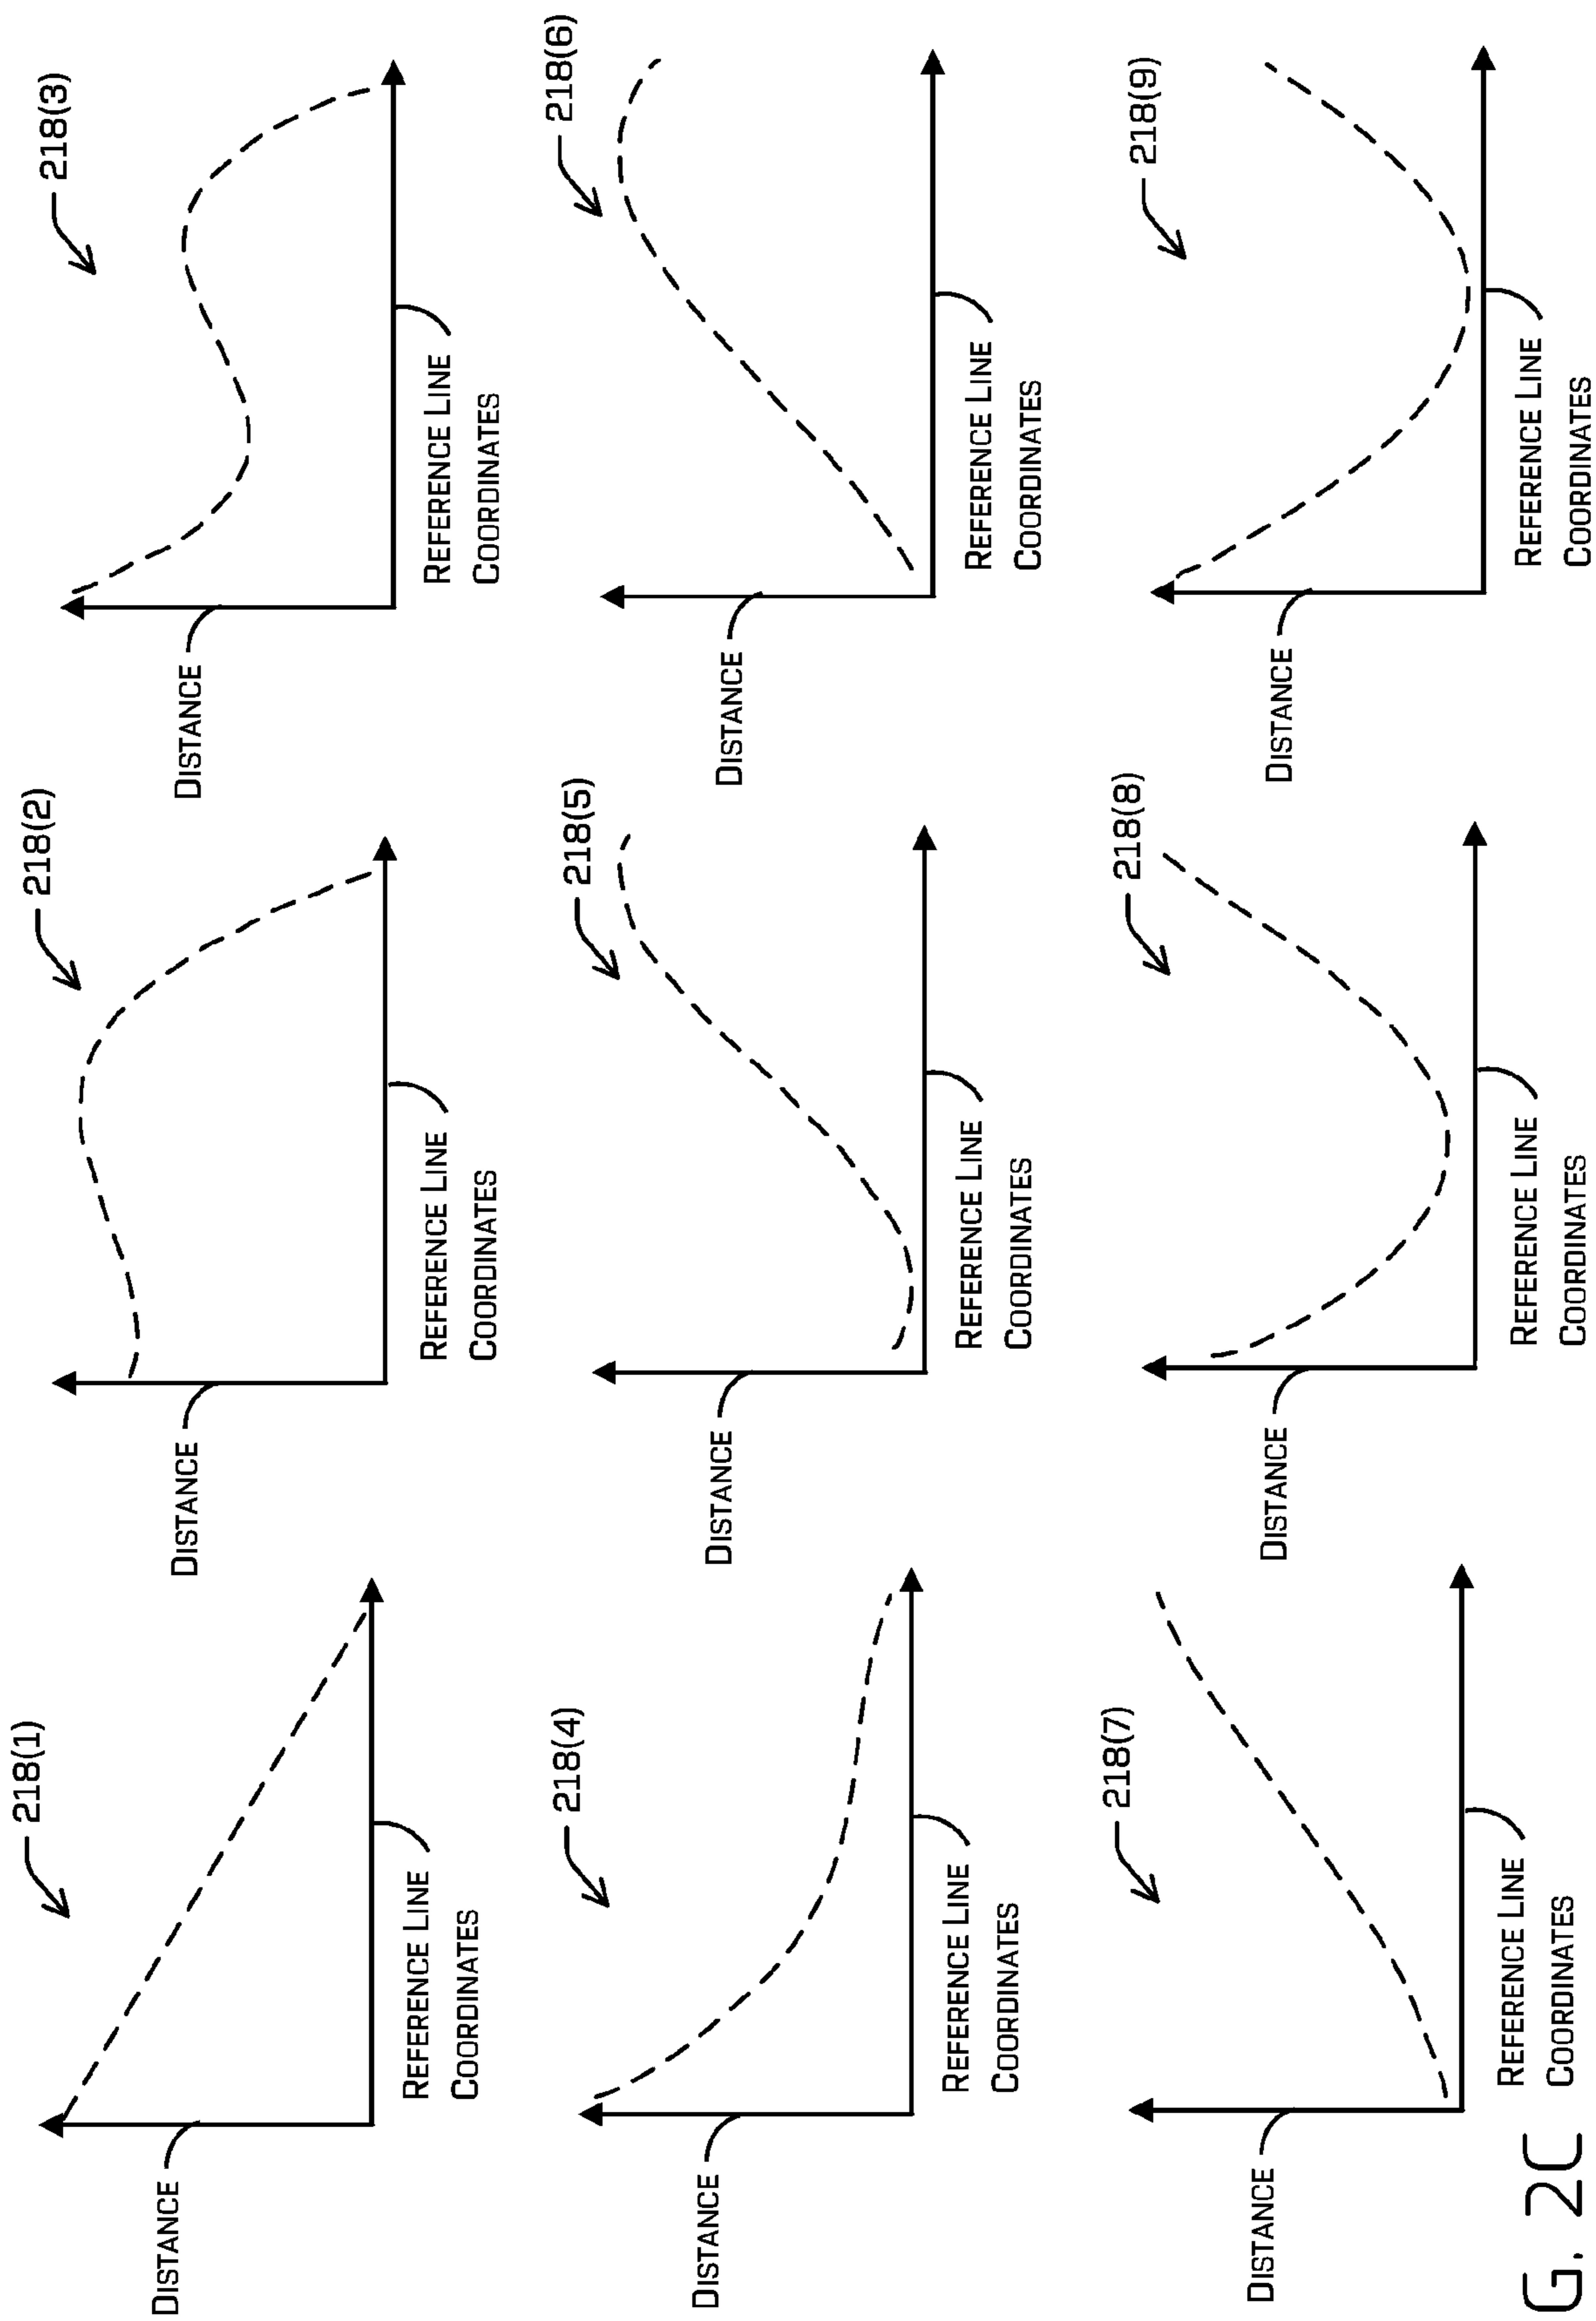 218(1)
DISTANCE
REFERENCE LINE
COORDINATES
218(2)
DISTANCE
REFERENCE LINE
COORDINATES
218(3)
DISTANCE
REFERENCE LINE
COORDINATES
218(4)
DISTANCE
REFERENCE LINE
COORDINATES
218(5)
DISTANCE
REFERENCE LINE
COORDINATES
218(6)
DISTANCE
REFERENCE LINE
COORDINATES
218(7)
DISTANCE
REFERENCE LINE
COORDINATES
218(8)
DISTANCE
REFERENCE LINE
COORDINATES
218(9)
DISTANCE
REFERENCE LINE
COORDINATES
G. 2C